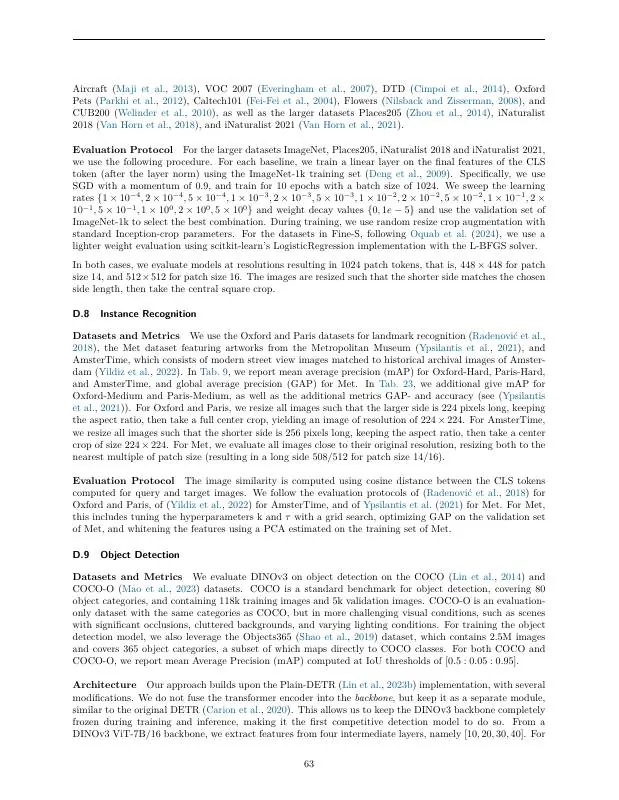 Aircraft (Maji et al., 2013), VOC 2007 (Everingham et al., 2007), DTD (Cimpoi et al., 2014), Oxford
Pets (Parkhi et al., 2012), Caltech101 (Fei-Fei et al., 2004), Flowers (Nilsback and Zisserman, 2008), and
CUB200 (Welinder et al., 2010), as well as the larger datasets Places205 (Zhou et al., 2014), iNaturalist
2018 (Van Horn et al., 2018), and iNaturalist 2021 (Van Horn et al., 2021).
Evaluation Protocol For the larger datasets ImageNet, Places205, iNaturalist 2018 and iNaturalist 2021,
we use the following procedure. For each baseline, we train a linear layer on the final features of the CLS
token (after the layer norm) using the ImageNet-1k training set (Deng et al., 2009). Specifically, we use
SGD with a momentum of 0.9, and train for 10 epochs with a batch size of 1024. We sweep the learning
rates {1 × 10⁻⁴, 2 × 10⁻⁴, 5 × 10⁻⁴, 1 × 10⁻³, 2 × 10⁻³, 5 × 10⁻³, 1 × 10⁻², 2 × 10⁻², 5 × 10⁻², 1 × 10⁻¹, 2 ×
10⁻¹, 5 × 10⁻¹, 1 × 10⁰, 2 × 10⁰, 5 × 10⁰} and weight decay values {0, 1e − 5} and use the validation set of
ImageNet-1k to select the best combination. During training, we use random resize crop augmentation with
standard Inception-crop parameters. For the datasets in Fine-S, following Oquab et al. (2024), we use a
lighter weight evaluation using scitkit-learn's LogisticRegression implementation with the L-BFGS solver.
In both cases, we evaluate models at resolutions resulting in 1024 patch tokens, that is, 448 × 448 for patch
size 14, and 512×512 for patch size 16. The images are resized such that the shorter side matches the chosen
side length, then take the central square crop.
D.8 Instance Recognition
Datasets and Metrics We use the Oxford and Paris datasets for landmark recognition (Radenović et al.,
2018), the Met dataset featuring artworks from the Metropolitan Museum (Ypsilantis et al., 2021), and
AmsterTime, which consists of modern street view images matched to historical archival images of Amster-
dam (Yildiz et al., 2022). In Tab. 9, we report mean average precision (mAP) for Oxford-Hard, Paris-Hard,
and AmsterTime, and global average precision (GAP) for Met. In Tab. 23, we additional give mAP for
Oxford-Medium and Paris-Medium, as well as the additional metrics GAP- and accuracy (see (Ypsilantis
et al., 2021)). For Oxford and Paris, we resize all images such that the larger side is 224 pixels long, keeping
the aspect ratio, then take a full center crop, yielding an image of resolution of 224 × 224. For AmsterTime,
we resize all images such that the shorter side is 256 pixels long, keeping the aspect ratio, then take a center
crop of size 224 × 224. For Met, we evaluate all images close to their original resolution, resizing both to the
nearest multiple of patch size (resulting in a long side 508/512 for patch size 14/16).
Evaluation Protocol The image similarity is computed using cosine distance between the CLS tokens
computed for query and target images. We follow the evaluation protocols of (Radenović et al., 2018) for
Oxford and Paris, of (Yildiz et al., 2022) for AmsterTime, and of Ypsilantis et al. (2021) for Met. For Met,
this includes tuning the hyperparameters k and τ with a grid search, optimizing GAP on the validation set
of Met, and whitening the features using a PCA estimated on the training set of Met.
D.9 Object Detection
Datasets and Metrics We evaluate DINOv3 on object detection on the COCO (Lin et al., 2014) and
COCO-O (Mao et al., 2023) datasets. COCO is a standard benchmark for object detection, covering 80
object categories, and containing 118k training images and 5k validation images. COCO-O is an evaluation-
only dataset with the same categories as COCO, but in more challenging visual conditions, such as scenes
with significant occlusions, cluttered backgrounds, and varying lighting conditions. For training the object
detection model, we also leverage the Objects365 (Shao et al., 2019) dataset, which contains 2.5M images
and covers 365 object categories, a subset of which maps directly to COCO classes. For both COCO and
COCO-O, we report mean Average Precision (mAP) computed at IoU thresholds of [0.5 : 0.05 : 0.95].
Architecture Our approach builds upon the Plain-DETR (Lin et al., 2023b) implementation, with several
modifications. We do not fuse the transformer encoder into the backbone, but keep it as a separate module,
similar to the original DETR (Carion et al., 2020). This allows us to keep the DINOv3 backbone completely
frozen during training and inference, making it the first competitive detection model to do so. From a
DINOv3 ViT-7B/16 backbone, we extract features from four intermediate layers, namely [10, 20, 30, 40]. For
63